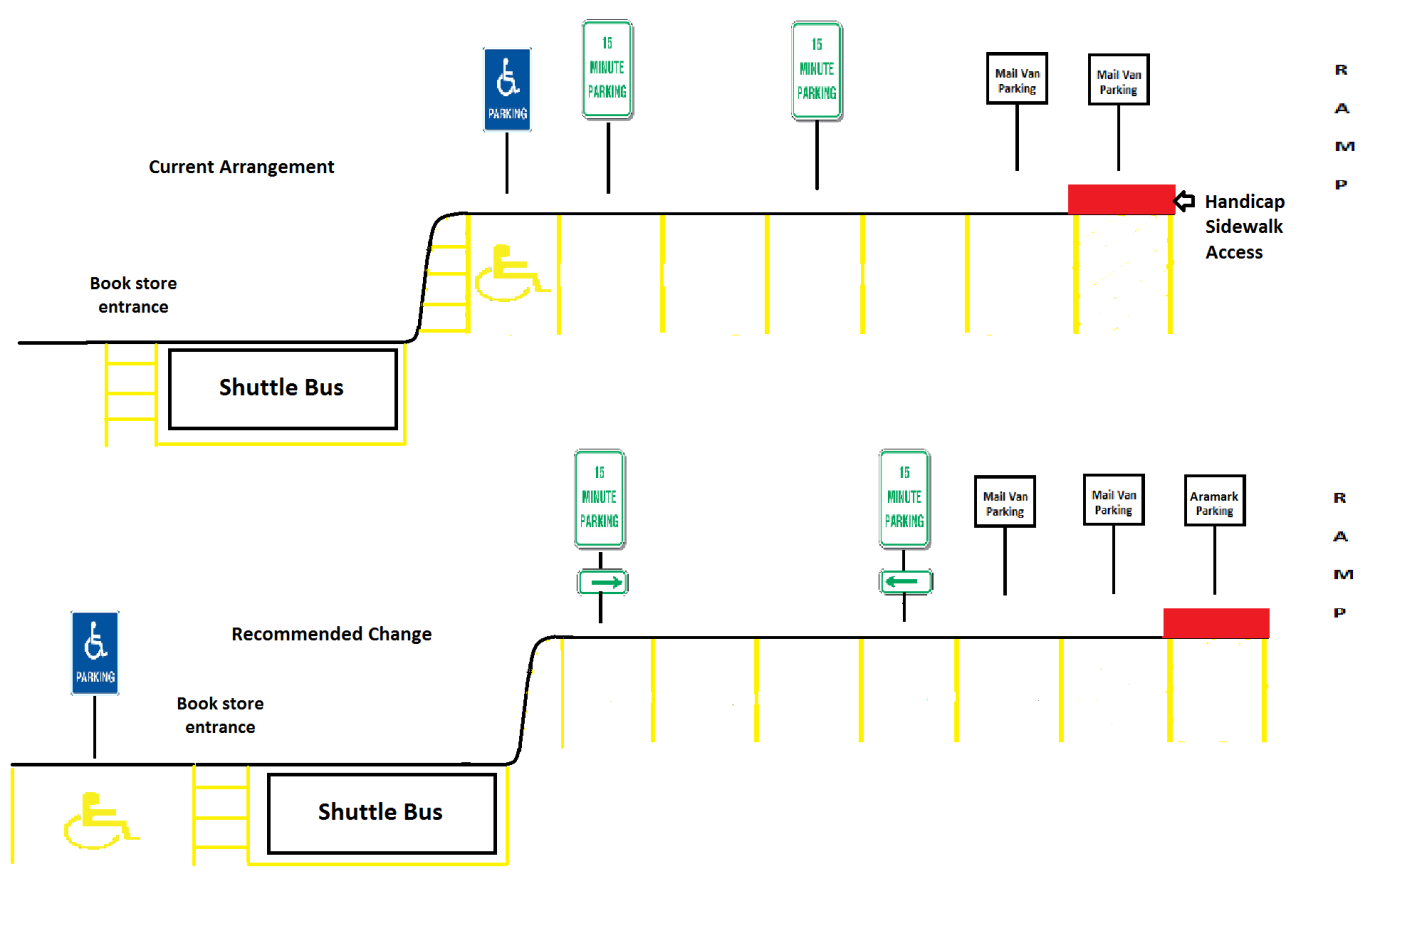 15
MINUTE
PARKING
15
MINUTE
PARKING
PARKING
Mail Van
Parking
Mail Van
Parking
R
A
M
P
Current Arrangement
Handicap
Sidewalk
Access
Book store
entrance
Shuttle Bus
15
MINUTE
PARKING
15
MINUTE
PARKING
Mail Van
Parking
Mail Van
Parking
Aramark
Parking
R
A
M
P
Recommended Change
PARKING
Book store
entrance
Shuttle Bus